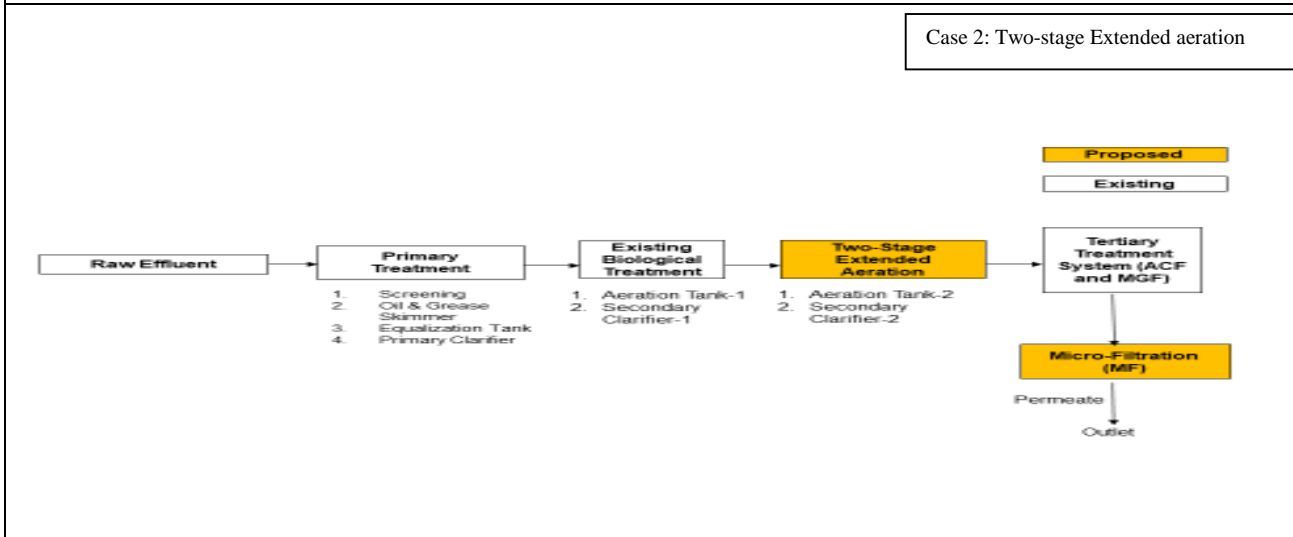 Case 2: Two-stage Extended aeration
Proposed
Existing
Raw Effluent
Primary
Treatment
1. Screening
2. Oil & Grease
Skimmer
3. Equalization Tank
4. Primary Clarifier
Existing
Biological
Treatment
1. Aeration Tank-1
2. Secondary
Clarifier-1
Two-Stage
Extended
Aeration
1. Aeration Tank-2
2. Secondary
Clarifier-2
Tertiary
Treatment
System (ACF
and MGF)
Micro-Filtration
(MF)
Permeate
Outlet